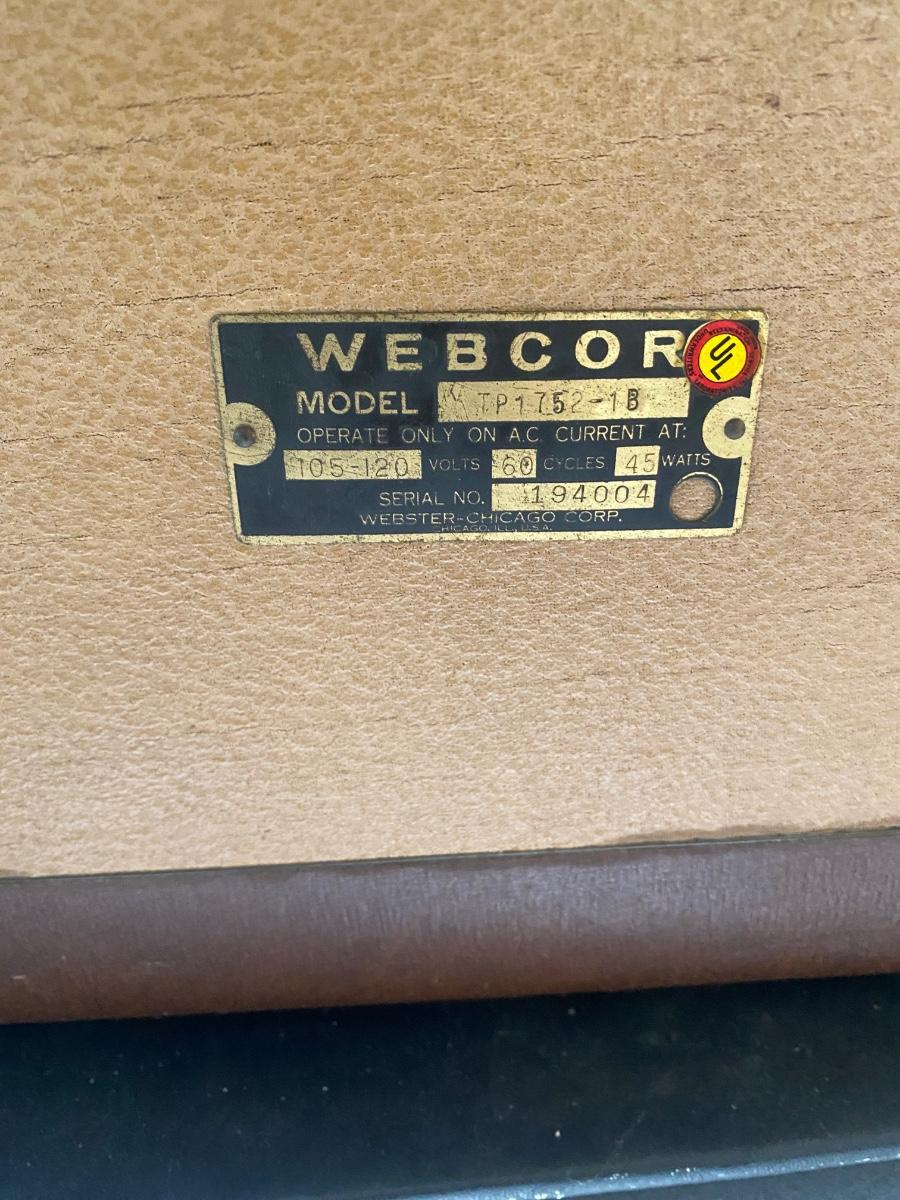 WEBCOR
UL
MODEL TP1752-1B
OPERATE ONLY ON A.C. CURRENT AT:
105-120 VOLTS 60 CYCLES 45 WATTS
SERIAL NO. 194004
WEBSTER-CHICAGO CORP.
HICAGO, ILL., U.S.A.